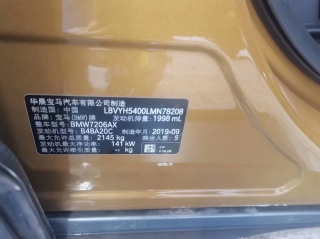 华晨宝马汽车有限公司制造
制造国：中国 LBVYH5400LMN78208
品牌：宝马(BMW)牌 发动机排量：1998 mL
整车型号：BMW7206AX
发动机型号：B48A20C 制造年月：2019-09
最大允许总质量：2145 kg 乘坐人数：5
发动机最大净功率：141 kW
kg